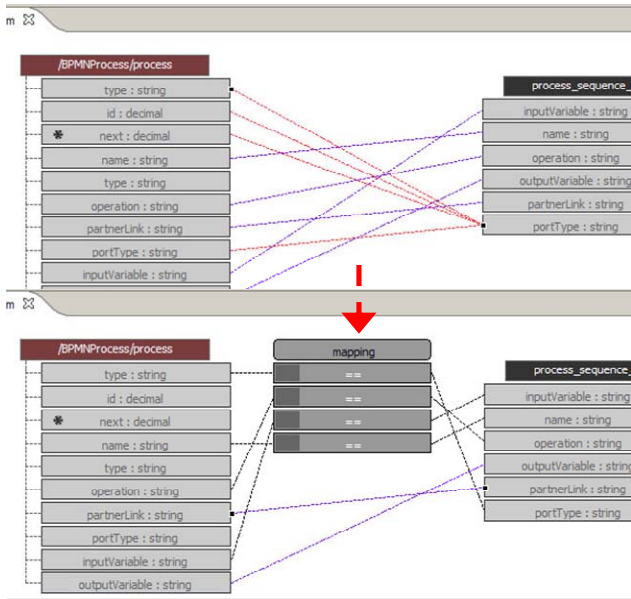 m
/BPMNProcess/process
type : string
id : decimal
* next : decimal
name : string
type : string
operation : string
partnerLink : string
portType : string
inputVariable : string
process_sequence_
inputVariable : string
name : string
operation : string
outputVariable : string
partnerLink : string
portType : string
m
/BPMNProcess/process
type : string
id : decimal
* next : decimal
name : string
type : string
operation : string
partnerLink : string
portType : string
inputVariable : string
outputVariable : string
mapping
==
==
==
==
process_sequence_
inputVariable : string
name : string
operation : string
outputVariable : string
partnerLink : string
portType : string